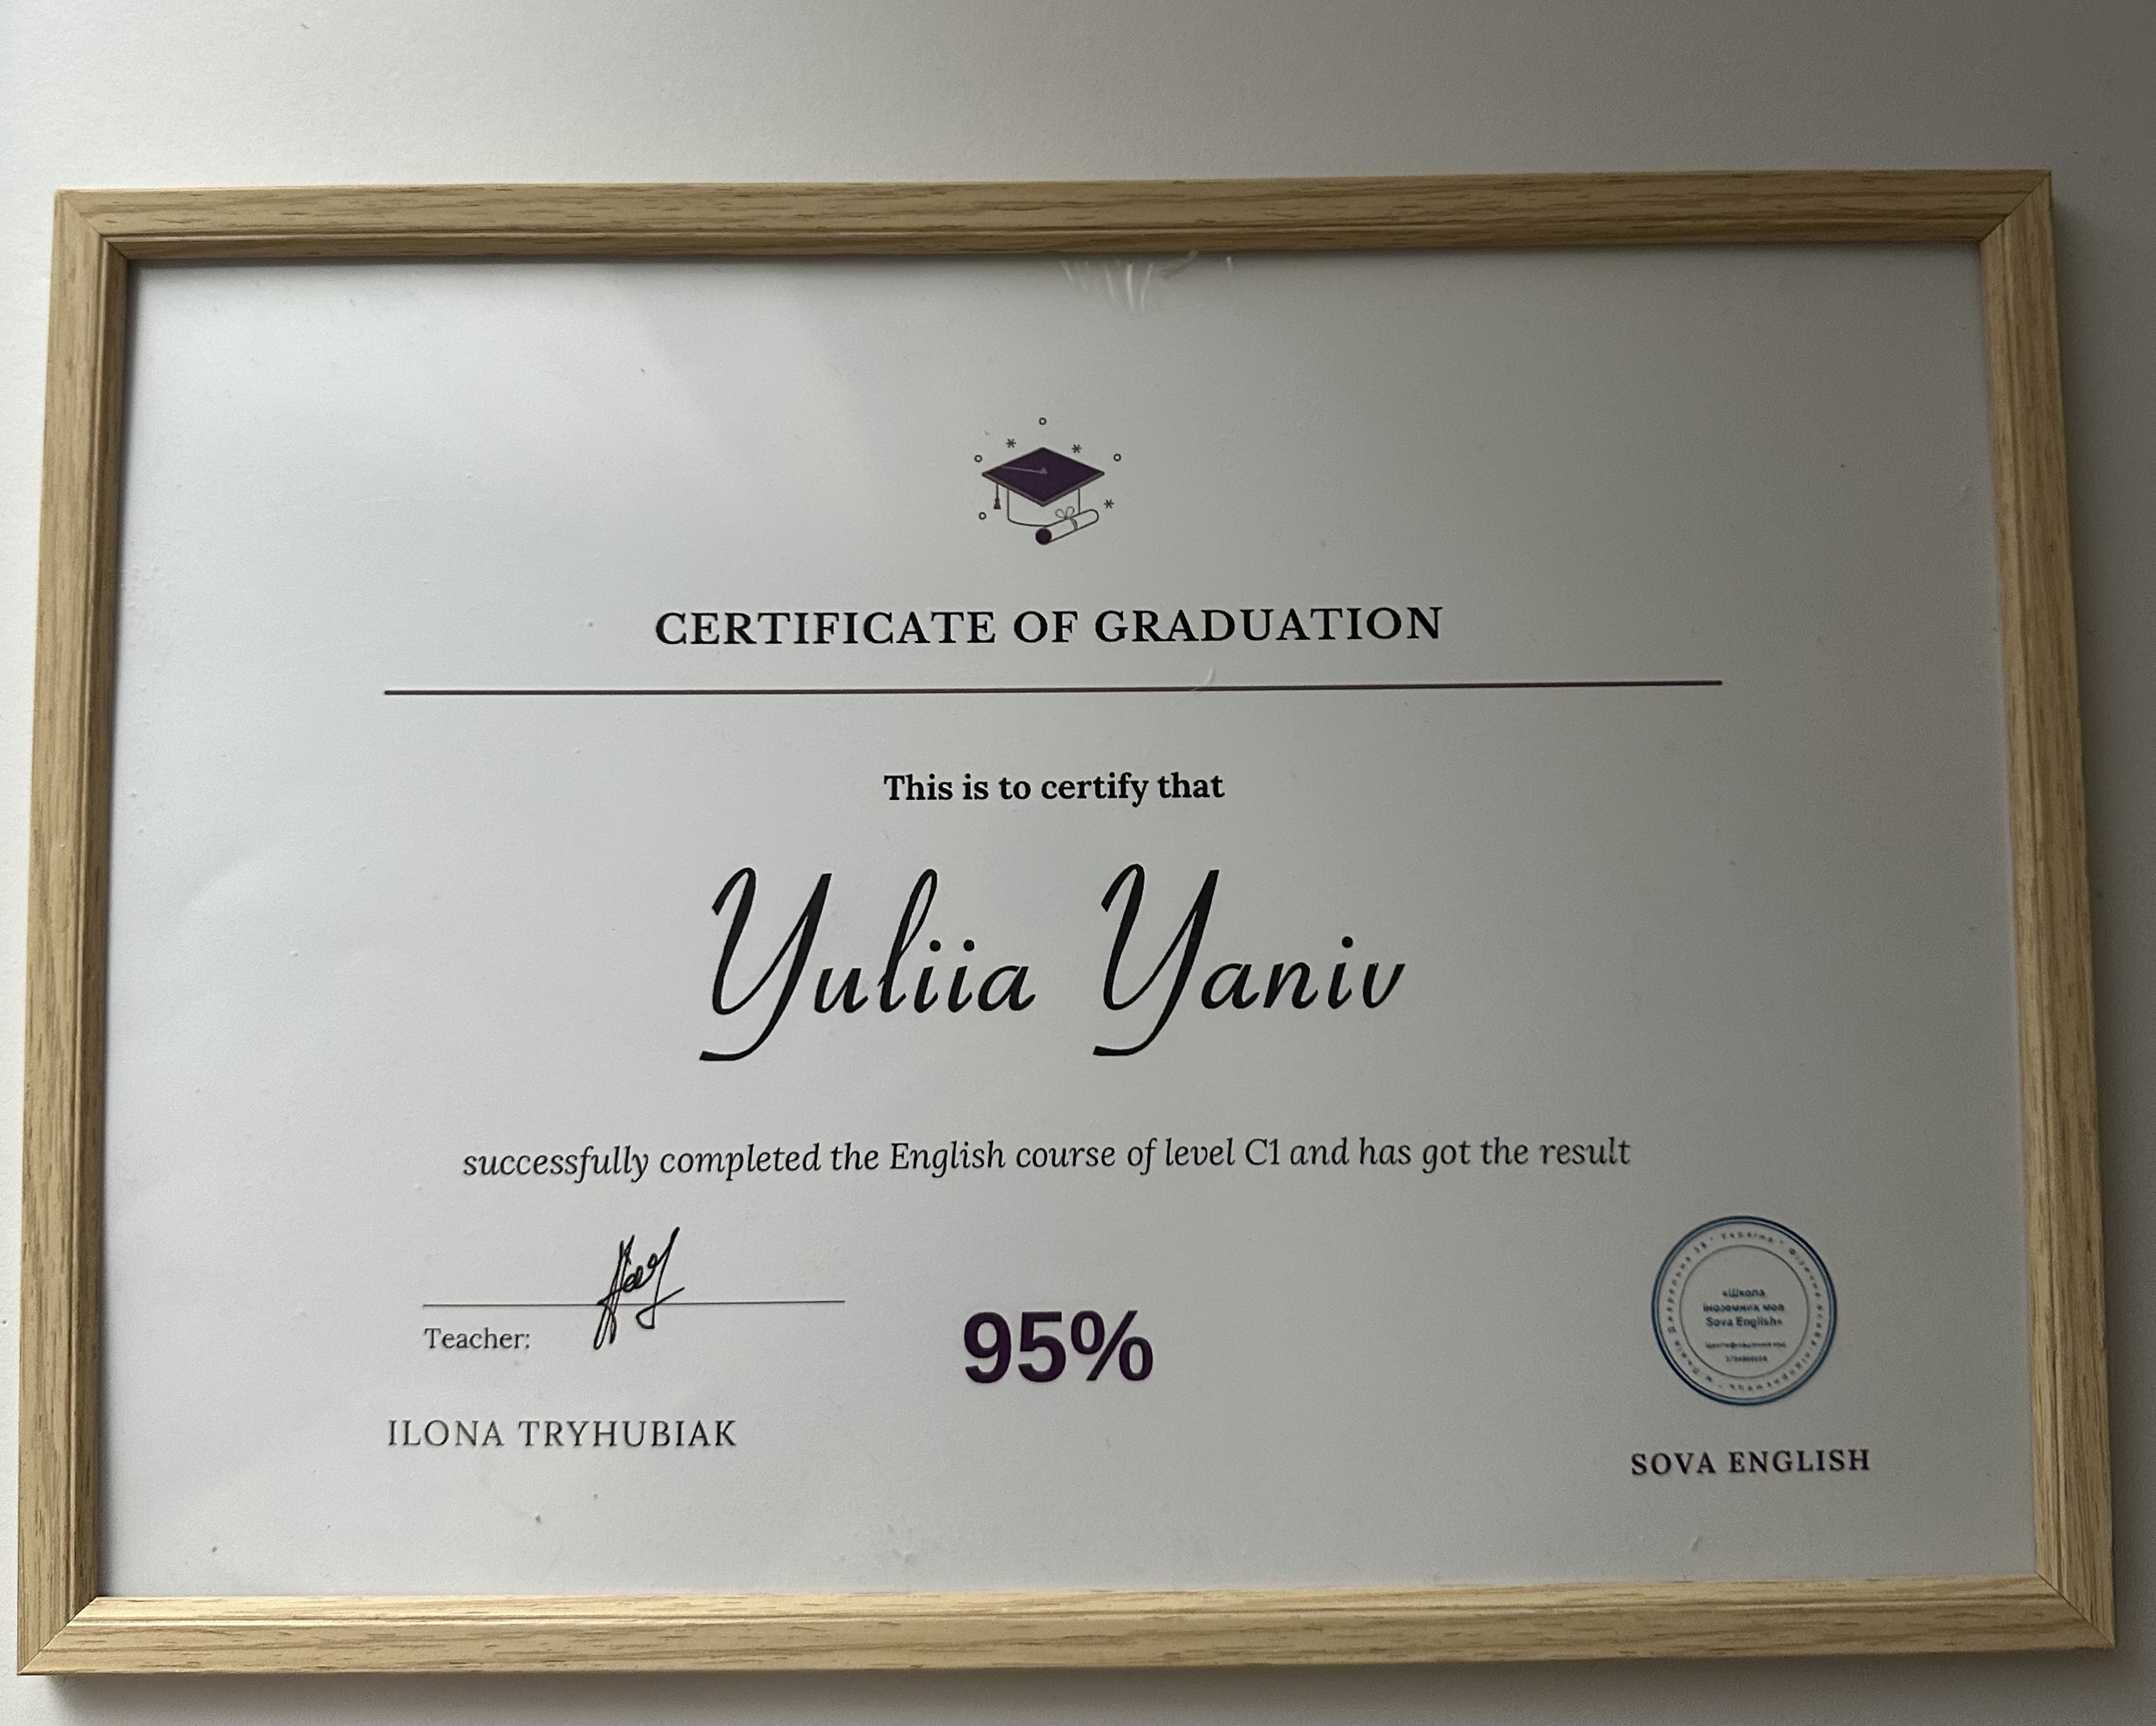 CERTIFICATE OF GRADUATION
This is to certify that
Yuliia Yaniv
successfully completed the English course of level C1 and has got the result
Teacher:
95%
«Школа
іноземних мов
Sova English»
ILONA TRYHUBIAK
SOVA ENGLISH